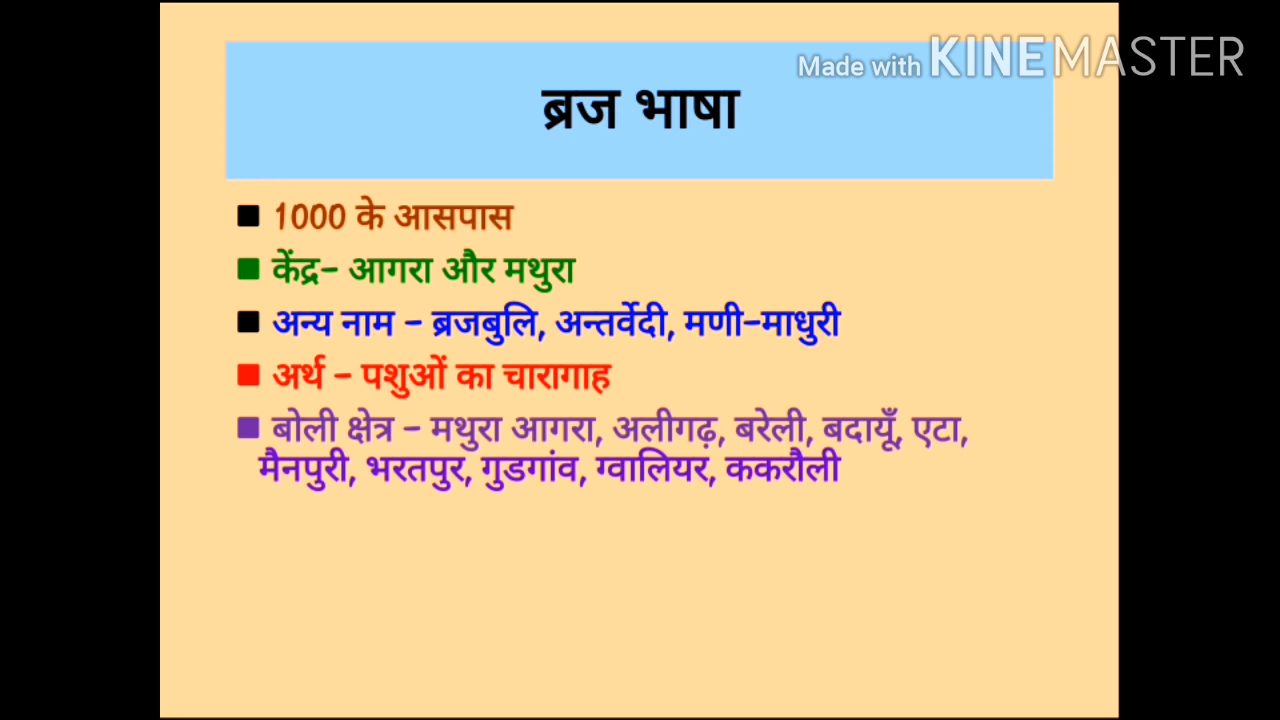 Made with KINEMASTER
ब्रज भाषा
1000 के आसपास
केंद्र- आगरा और मथुरा
अन्य नाम - ब्रजबुलि, अन्तर्वेदी, मणी-माधुरी
अर्थ - पशुओं का चारागाह
बोली क्षेत्र - मथुरा आगरा, अलीगढ़, बरेली, बदायूँ, एटा,
मैनपुरी, भरतपुर, गुडगांव, ग्वालियर, ककरौली